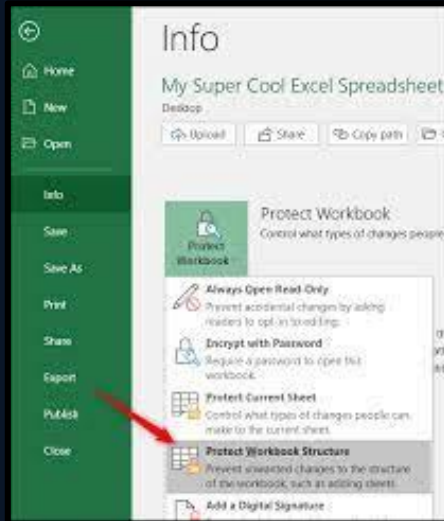 Info
Home
My Super Cool Excel Spreadsheet
New
Desktop
Upload Share Copy path
Open
Info
Protect Workbook
Save
Control what types of changes people
Protect
Workbook
Save As
Always Open Read-Only
Prevent accidental changes by asking
Print
readers to opt-in to editing.
Encrypt with Password
Share
Require a password to open this
workbook.
Export
Protect Current Sheet
Control what types of changes people can
Publish
make to the current sheet.
Close
Protect Workbook Structure
Prevent unwanted changes to the structure
of the workbook, such as adding sheets.
Add a Digital Signature